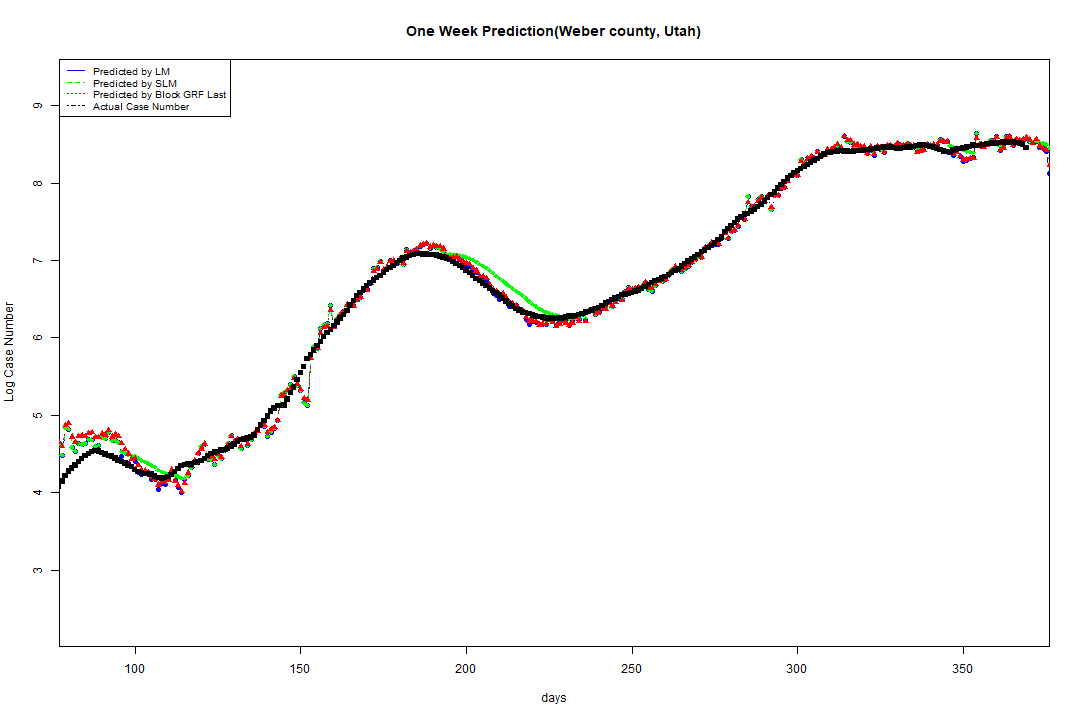 One Week Prediction(Weber county, Utah)
Predicted by LM
Predicted by SLM
Predicted by Block GRF Last
Actual Case Number
9
8
7
6
5
4
3
Log Case Number
100 150 200 250 300 350
days